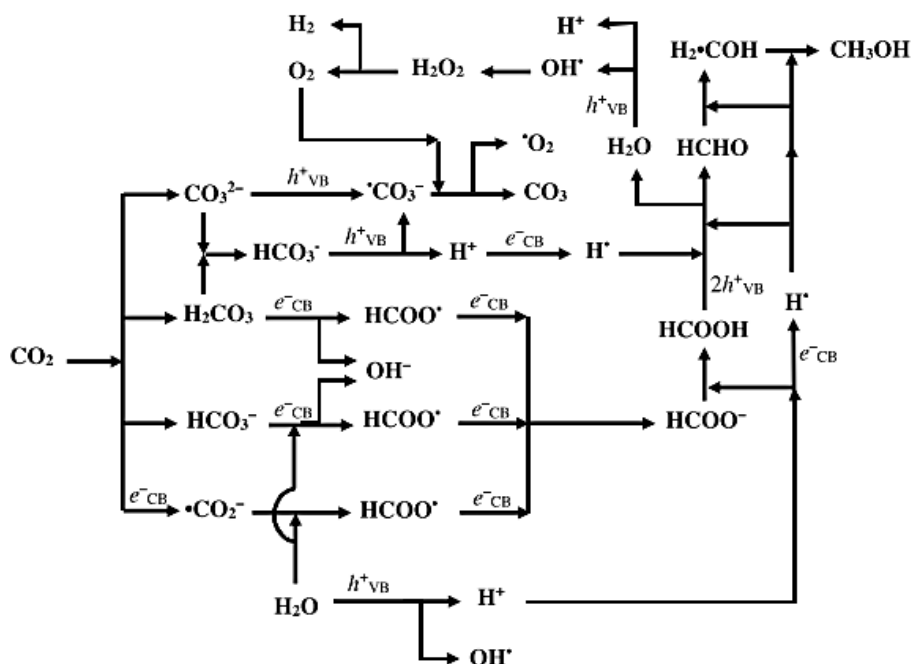 H₂ H⁺ H₂•COH CH₃OH
O₂ H₂O₂ OH•
h⁺VB
•O₂ H₂O HCHO
CO₃²⁻ h⁺VB •CO₃⁻ CO₃
HCO₃⁻ h⁺VB H⁺ e⁻CB H•
2h⁺VB
H₂CO₃ e⁻CB HCOO• e⁻CB HCOOH H•
CO₂ OH⁻ e⁻CB
HCO₃⁻ e⁻CB HCOO• e⁻CB HCOO⁻
e⁻CB •CO₂⁻ HCOO• e⁻CB
H₂O h⁺VB H⁺
OH•